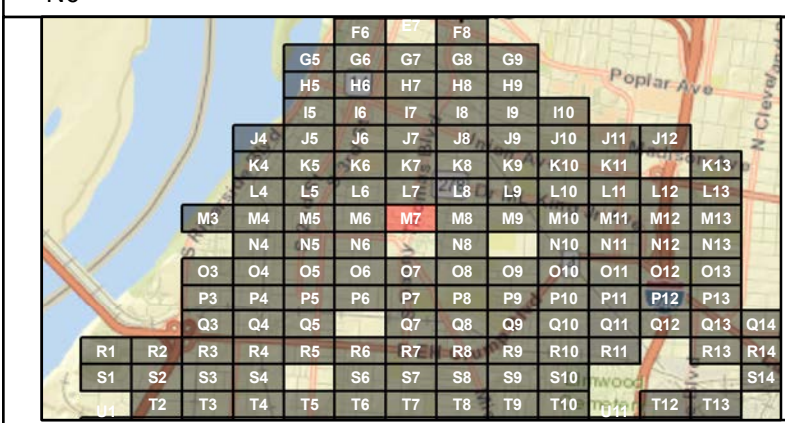 E7
F6 F8
G5 G6 G7 G8 G9
H5 H6 H7 H8 H9
Poplar Ave
N Cleveland
I5 I6 I7 I8 I9 I10
J4 J5 J6 J7 J8 J9 J10 J11 J12
Union Ave
Madison Ave
K4 K5 K6 K7 K8 K9 K10 K11 K13
L4 L5 L6 L7 L8 L9 L10 L11 L12 L13
M3 M4 M5 M6 M7 M8 M9 M10 M11 M12 M13
N4 N5 N6 N8 N10 N11 N12 N13
O3 O4 O5 O6 O7 O8 O9 O10 O11 O12 O13
P3 P4 P5 P6 P7 P8 P9 P10 P11 P12 P13
Q3 Q4 Q5 Q7 Q8 Q9 Q10 Q11 Q12 Q13 Q14
R1 R2 R3 R4 R5 R6 R7 R8 R9 R10 R11 R13 R14
S1 S2 S3 S4 S6 S7 S8 S9 S10 S14
U1 T2 T3 T4 T5 T6 T7 T8 T9 T10 U11 T12 T13